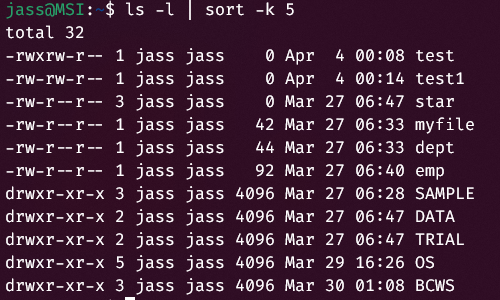 jass@MSI:~$ ls -l | sort -k 5
total 32
-rwxrw-r-- 1 jass jass    0 Apr  4 00:08 test
-rw-rw-r-- 1 jass jass    0 Apr  4 00:14 test1
-rw-r--r-- 3 jass jass    0 Mar 27 06:47 star
-rw-r--r-- 1 jass jass   42 Mar 27 06:33 myfile
-rw-r--r-- 1 jass jass   44 Mar 27 06:33 dept
-rw-r--r-- 1 jass jass   92 Mar 27 06:40 emp
drwxr-xr-x 3 jass jass 4096 Mar 27 06:28 SAMPLE
drwxr-xr-x 2 jass jass 4096 Mar 27 06:47 DATA
drwxr-xr-x 2 jass jass 4096 Mar 27 06:47 TRIAL
drwxr-xr-x 5 jass jass 4096 Mar 29 16:26 OS
drwxr-xr-x 3 jass jass 4096 Mar 30 01:08 BCWS